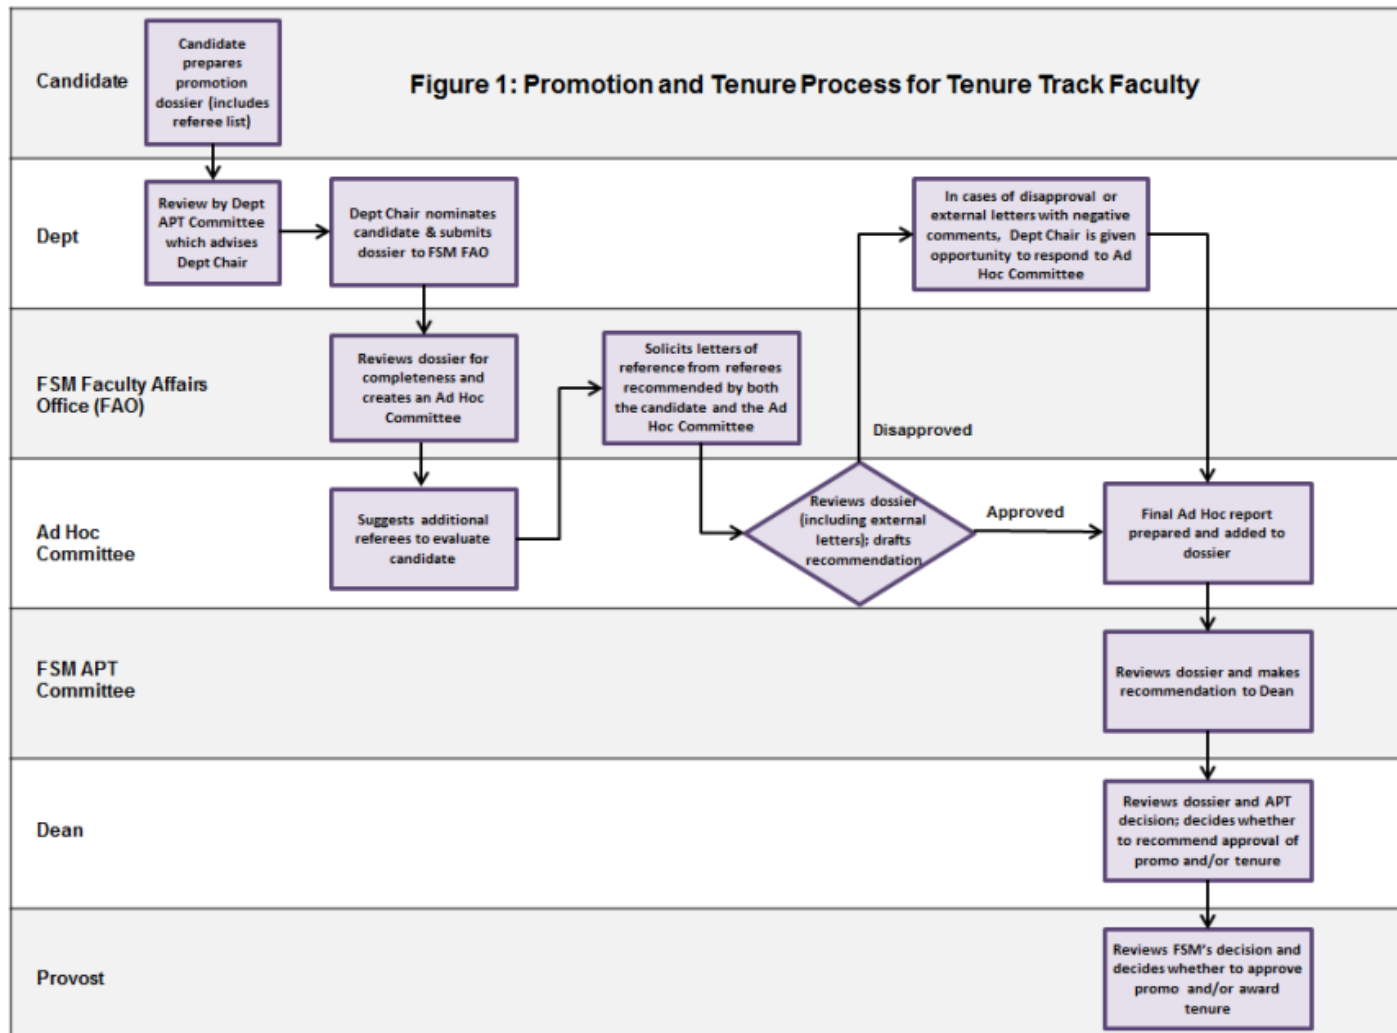 Candidate
Candidate
prepares
promotion
dossier (includes
referee list)
Figure 1: Promotion and Tenure Process for Tenure Track Faculty
Dept
Review by Dept
APT Committee
which advises
Dept Chair
Dept Chair nominates
candidate & submits
dossier to FSM FAO
In cases of disapproval or
external letters with negative
comments, Dept Chair is given
opportunity to respond to Ad
Hoc Committee
FSM Faculty Affairs
Office (FAO)
Reviews dossier for
completeness and
creates an Ad Hoc
Committee
Solicits letters of
reference from referees
recommended by both
the candidate and the Ad
Hoc Committee
Disapproved
Ad Hoc
Committee
Suggests additional
referees to evaluate
candidate
Reviews dossier
(including external
letters); drafts
recommendation
Approved
Final Ad Hoc report
prepared and added to
dossier
FSM APT
Committee
Reviews dossier and makes
recommendation to Dean
Dean
Reviews dossier and APT
decision; decides whether
to recommend approval of
promo and/or tenure
Provost
Reviews FSM's decision and
decides whether to approve
promo and/or award
tenure